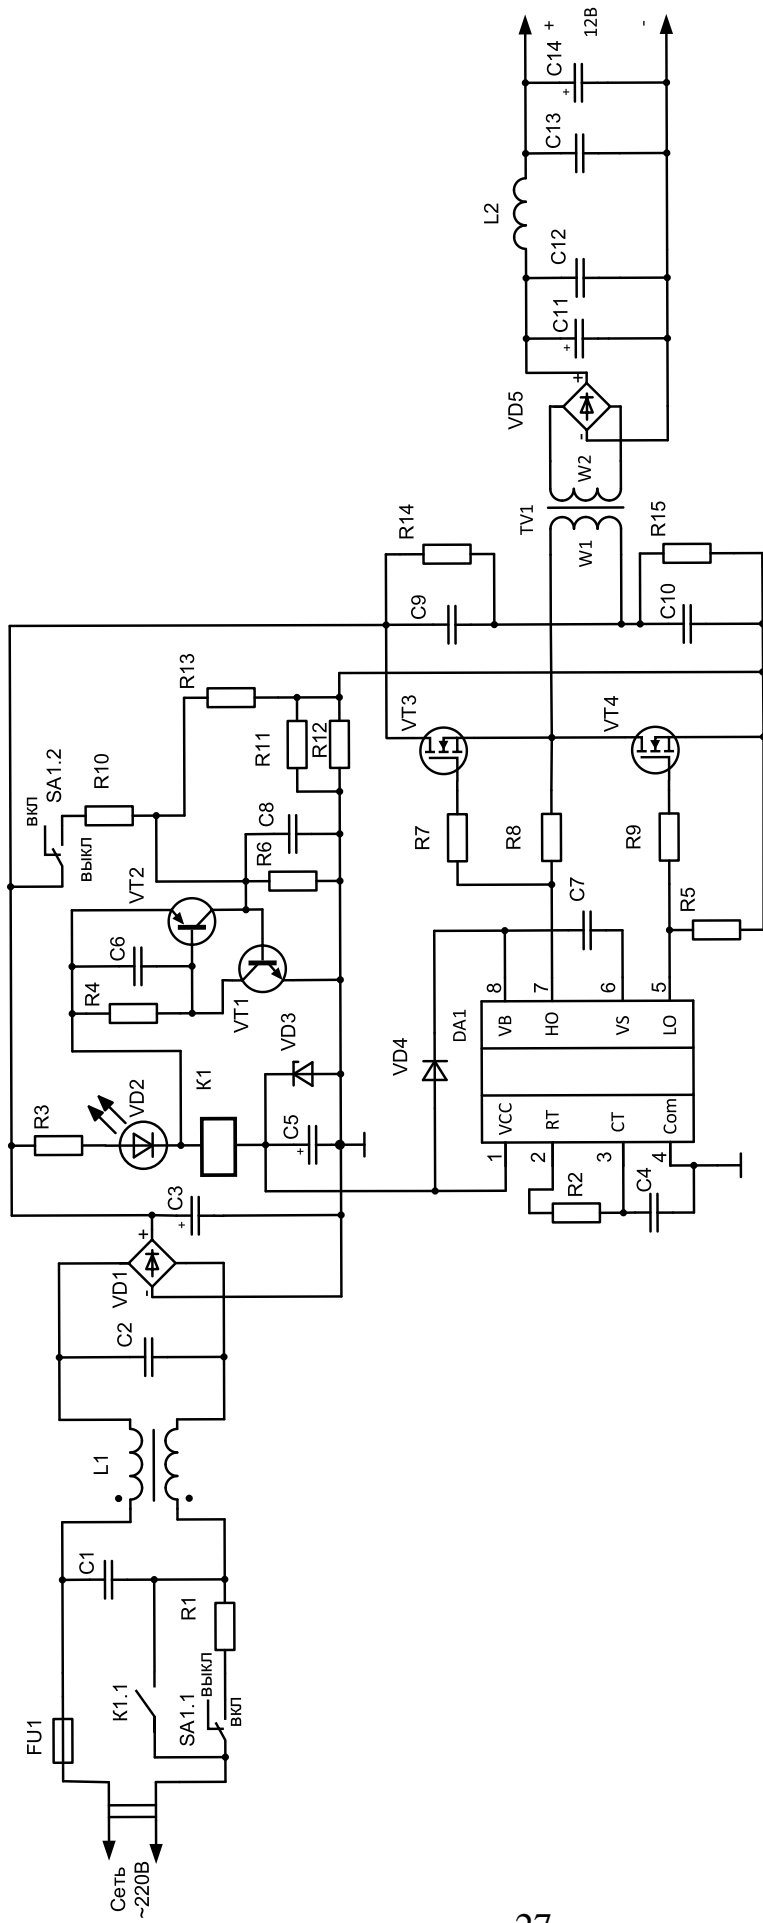 Сеть
~220В
FU1
К1.1
SA1.1
выкл
вкл
R1
C1
L1
C2
VD1
+
-
C3
+
R3
VD2
К1
C5
+
VD3
R4
C6
VT2
VT1
R6
C8
SA1.2
вкл
выкл
R10
R13
R11
R12
VD4
DA1
1
VCC
2
RT
3
CT
4
Com
8
VB
7
HO
6
VS
5
LO
R2
C4
C7
R5
R7
R8
R9
VT3
VT4
C9
R14
C10
R15
TV1
W1
W2
VD5
+
-
C11
+
C12
L2
C13
C14
+
+
12В
-